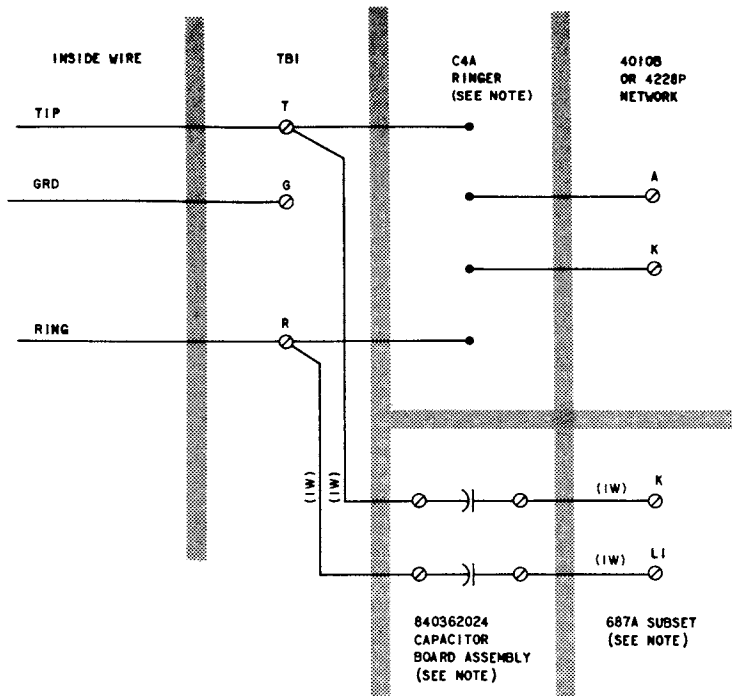 INSIDE WIRE
TB1
C4A
RINGER
(SEE NOTE)
4010B
OR 4228P
NETWORK
TIP
T
GRD
G
A
K
RING
R
(1W)
(1W)
(1W)
K
(1W)
L1
840362024
CAPACITOR
BOARD ASSEMBLY
(SEE NOTE)
687A SUBSET
(SEE NOTE)